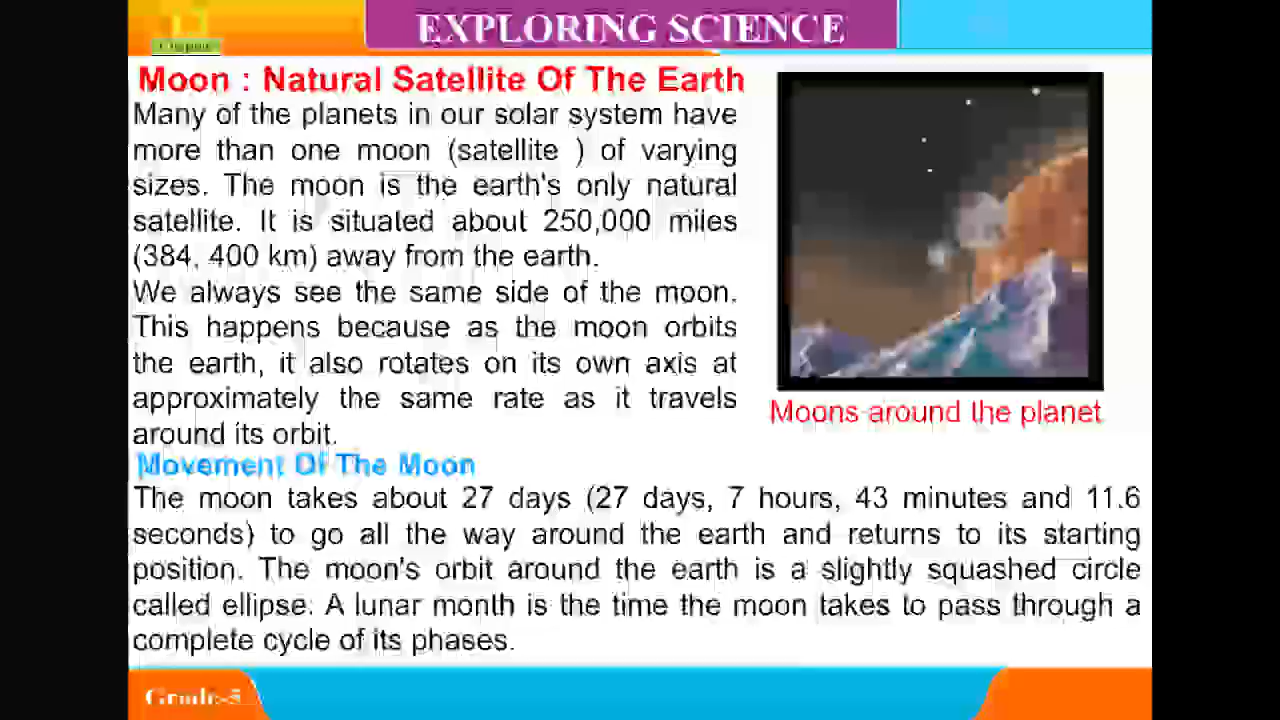 EXPLORING SCIENCE
Chapter
Moon : Natural Satellite Of The Earth
Many of the planets in our solar system have
more than one moon (satellite ) of varying
sizes. The moon is the earth's only natural
satellite. It is situated about 250,000 miles
(384, 400 km) away from the earth.
We always see the same side of the moon.
This happens because as the moon orbits
the earth, it also rotates on its own axis at
approximately the same rate as it travels
around its orbit.
Moons around the planet
Movement Of The Moon
The moon takes about 27 days (27 days, 7 hours, 43 minutes and 11.6
seconds) to go all the way around the earth and returns to its starting
position. The moon's orbit around the earth is a slightly squashed circle
called ellipse. A lunar month is the time the moon takes to pass through a
complete cycle of its phases.
Grade-5